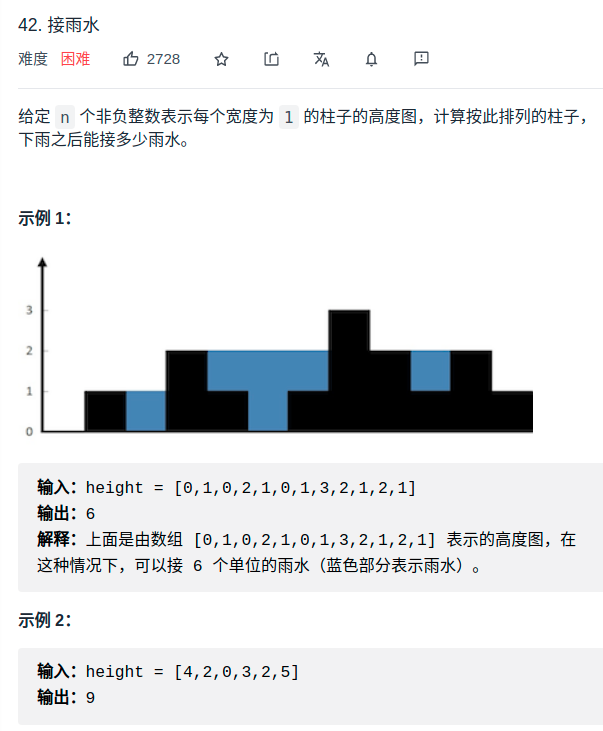 42. 接雨水
难度 困难 2728
给定 n 个非负整数表示每个宽度为 1 的柱子的高度图，计算按此排列的柱子，
下雨之后能接多少雨水。
示例 1：
3
2
1
0
输入：height = [0,1,0,2,1,0,1,3,2,1,2,1]
输出：6
解释：上面是由数组 [0,1,0,2,1,0,1,3,2,1,2,1] 表示的高度图，在
这种情况下，可以接 6 个单位的雨水（蓝色部分表示雨水）。
示例 2：
输入：height = [4,2,0,3,2,5]
输出：9